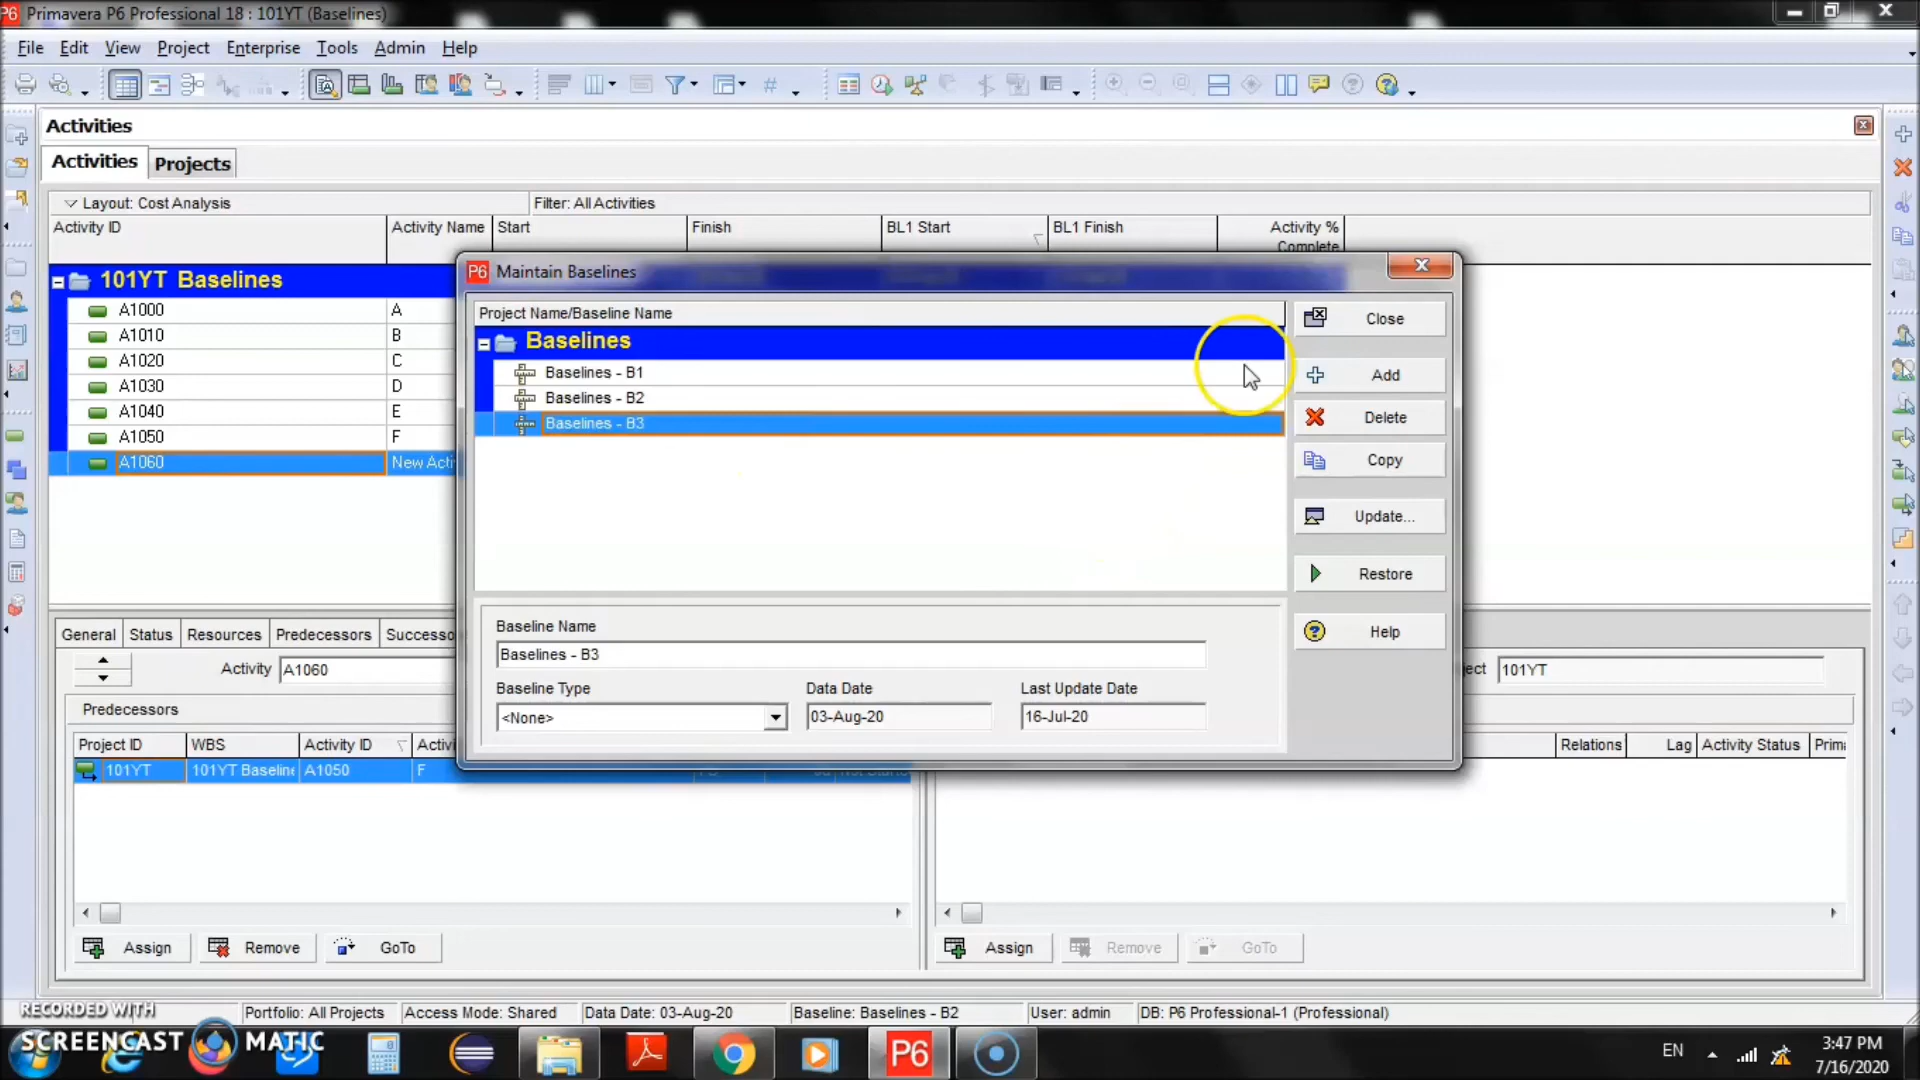 Primavera P6 Professional 18 : 101YT (Baselines)
File Edit View Project Enterprise Tools Admin Help
Activities
Activities Projects
Layout: Cost Analysis Filter: All Activities
Activity ID Activity Name Start Finish BL1 Start BL1 Finish Activity % Complete
101YT Baselines
A1000 A
A1010 B
A1020 C
A1030 D
A1040 E
A1050 F
A1060 New Acti
P6 Maintain Baselines
Project Name/Baseline Name
Baselines
Baselines - B1
Baselines - B2
Baselines - B3
Close
Add
Delete
Copy
Update...
Restore
Help
Baseline Name
Baselines - B3
Baseline Type Data Date Last Update Date
<None> 03-Aug-20 16-Jul-20
General Status Resources Predecessors Successo
Activity A1060 ect 101YT
Predecessors
Project ID WBS Activity ID Activi Relations Lag Activity Status Prima
101YT 101YT Baseline A1050 F
Assign Remove GoTo Assign Remove GoTo
Portfolio: All Projects Access Mode: Shared Data Date: 03-Aug-20 Baseline: Baselines - B2 User: admin DB: P6 Professional-1 (Professional)
RECORDED WITH
SCREENCAST MATIC
P6
EN
3:47 PM
7/16/2020